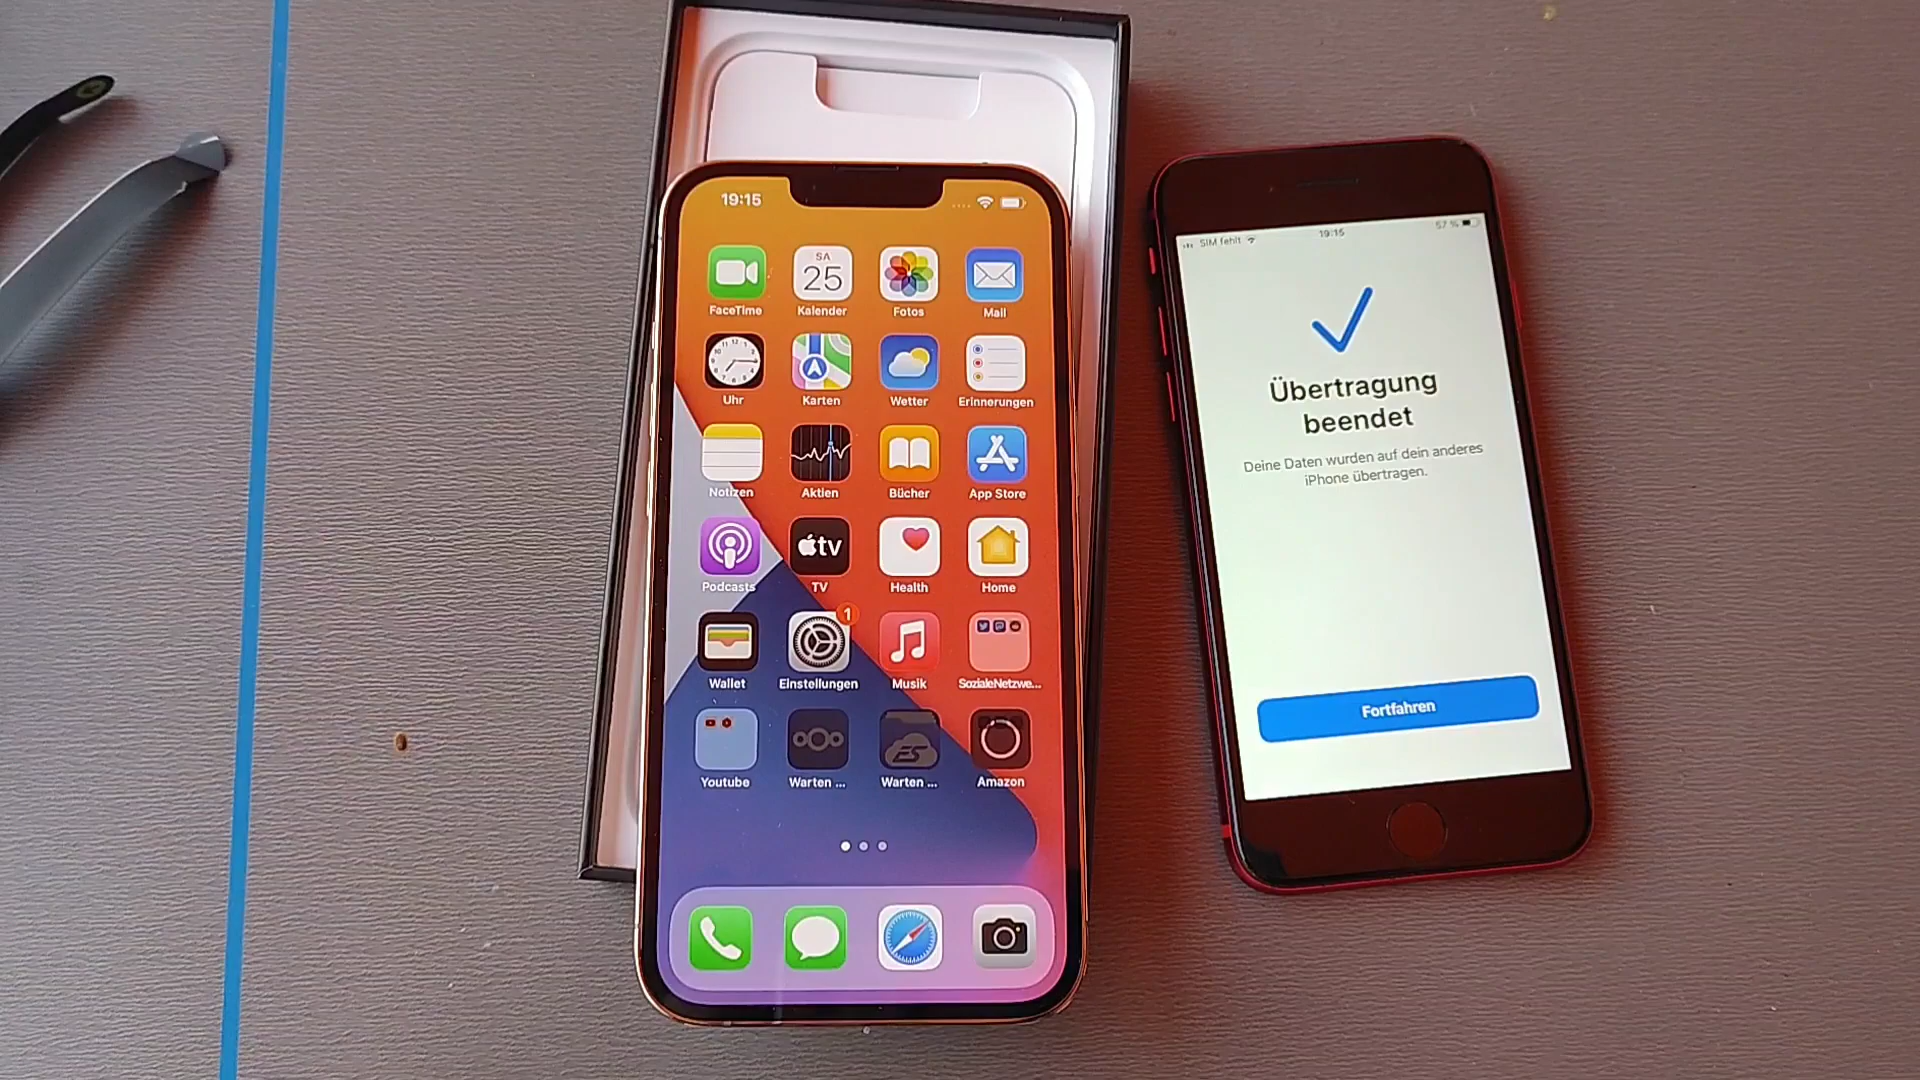 19:15
SA
25
FaceTime
Kalender
Fotos
Mail
Uhr
Karten
Wetter
Erinnerungen
Notizen
Aktien
Bücher
App Store
tv
Podcasts
TV
Health
Home
1
Wallet
Einstellungen
Musik
SozialeNetzwe...
ES
Youtube
Warten ...
Warten ...
Amazon
SIM fehlt
19:15
57 %
Übertragung
beendet
Deine Daten wurden auf dein anderes
iPhone übertragen.
Fortfahren